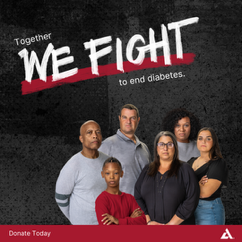 Together
WE FIGHT
to end diabetes.
Donate Today